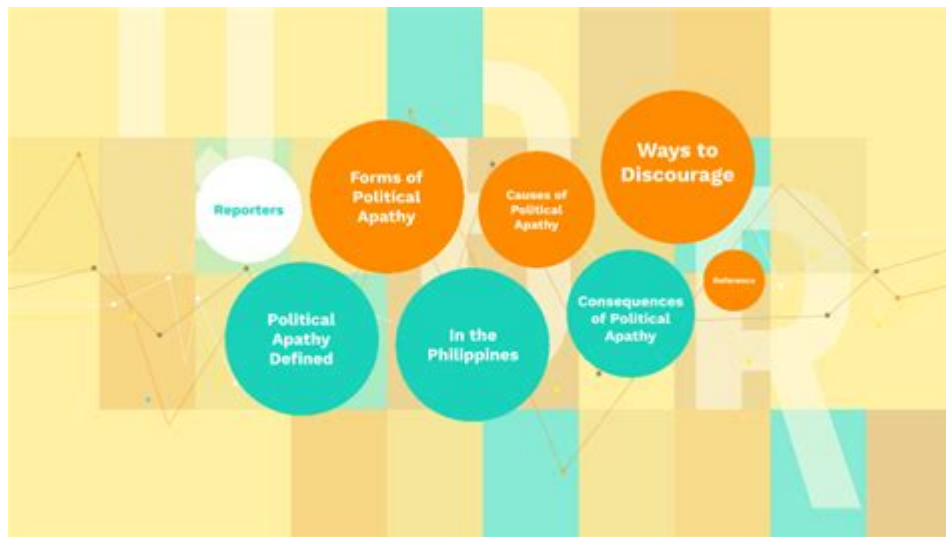 Reporters
Forms of
Political
Apathy
Causes of
Political
Apathy
Ways to
Discourage
Political
Apathy
Defined
In the
Philippines
Consequences
of Political
Apathy
Reference